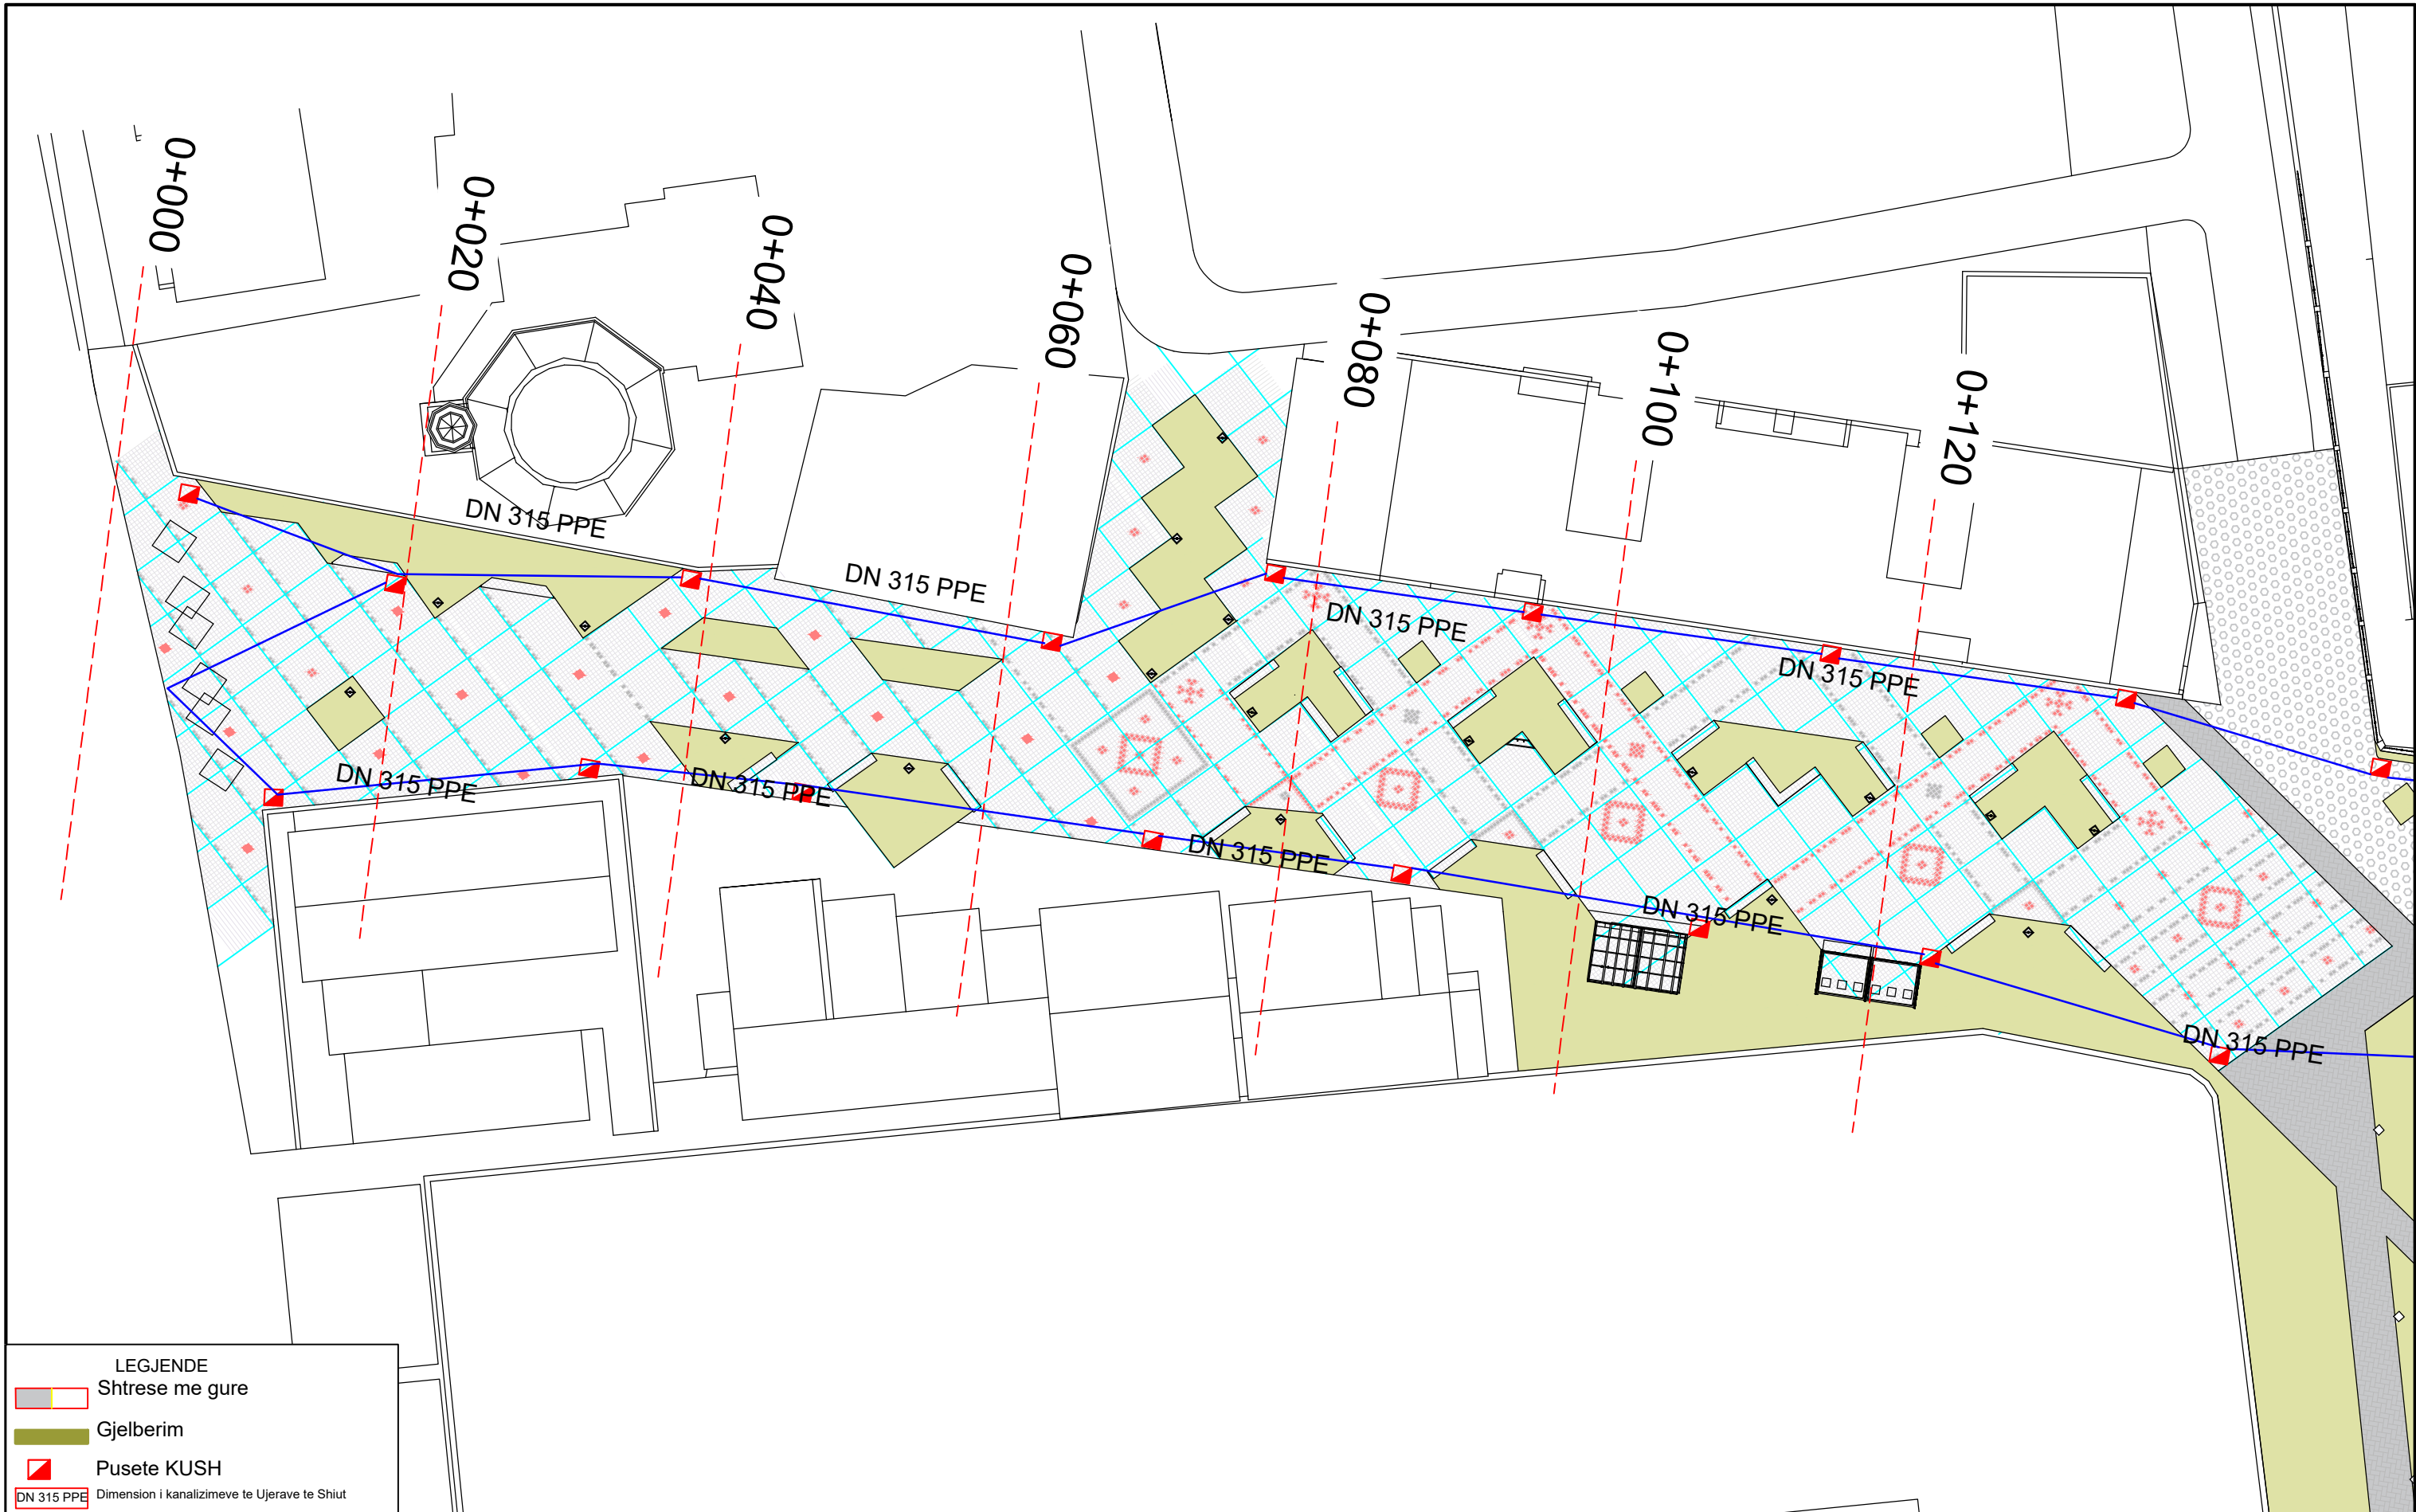 0+000
0+020
0+040
0+060
0+080
0+100
0+120
DN 315 PPE
DN 315 PPE
DN 315 PPE
DN 315 PPE
DN 315 PPE
DN 315 PPE
DN 315 PPE
DN 315 PPE
DN 315 PPE
LEGJENDE
Shtrese me gure
Gjelberim
Pusete KUSH
DN 315 PPE Dimension i kanalizimeve te Ujerave te Shiut